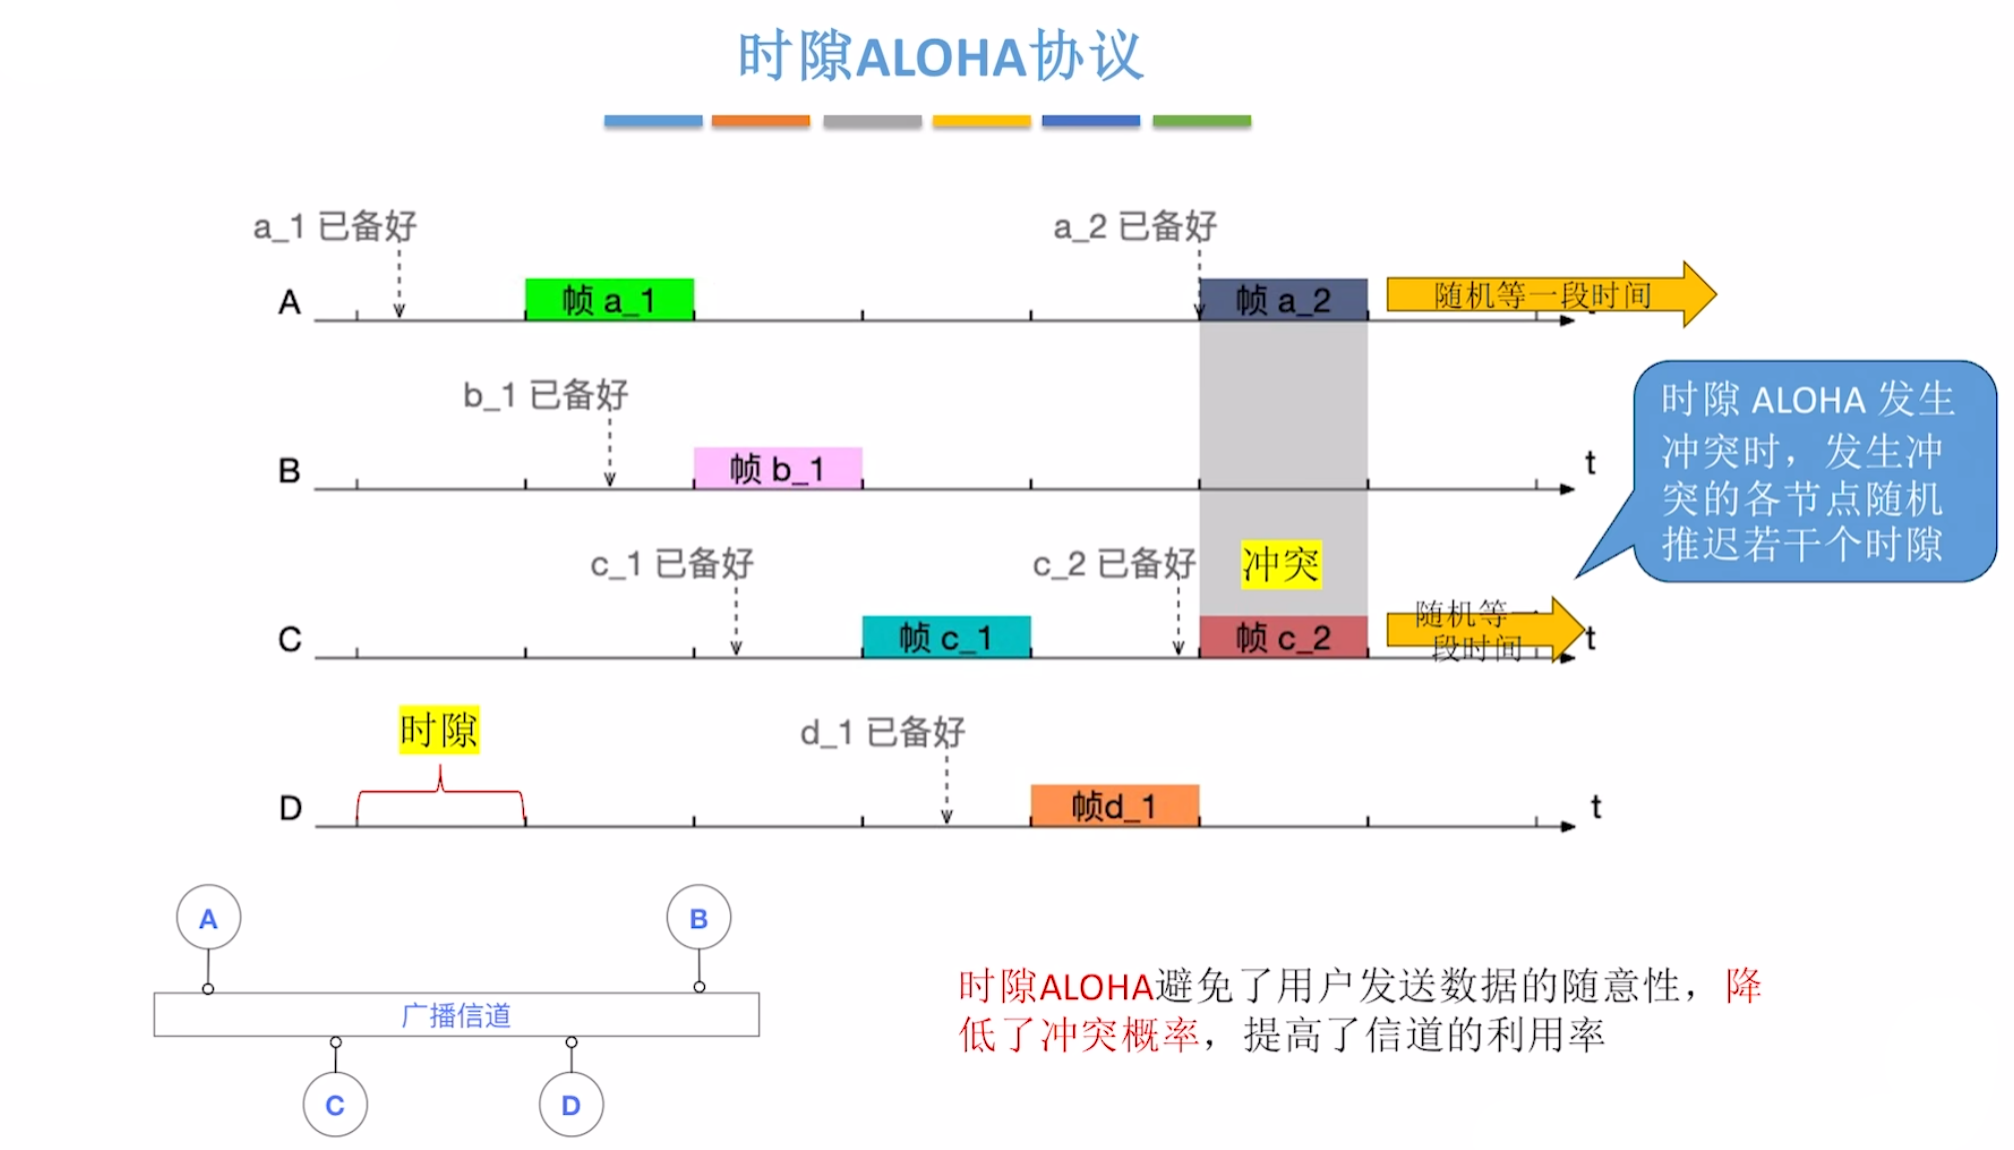 时隙ALOHA协议
a_1 已备好
a_2 已备好
A
帧 a_1
帧 a_2
随机等一段时间
b_1 已备好
B
帧 b_1
t
时隙 ALOHA 发生
冲突时，发生冲
突的各节点随机
推迟若干个时隙
c_1 已备好
c_2 已备好
冲突
C
帧 c_1
帧 c_2
随机等一
段时间
t
时隙
d_1 已备好
D
帧d_1
t
A
B
广播信道
C
D
时隙ALOHA避免了用户发送数据的随意性，降
低了冲突概率，提高了信道的利用率